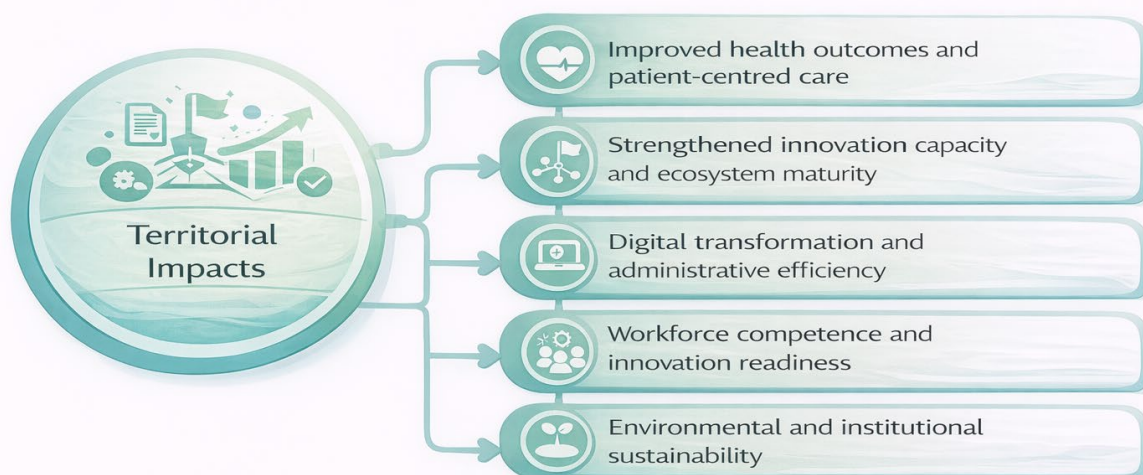 Territorial
Impacts
Improved health outcomes and
patient-centred care
Strengthened innovation capacity
and ecosystem maturity
Digital transformation and
administrative efficiency
Workforce competence and
innovation readiness
Environmental and institutional
sustainability